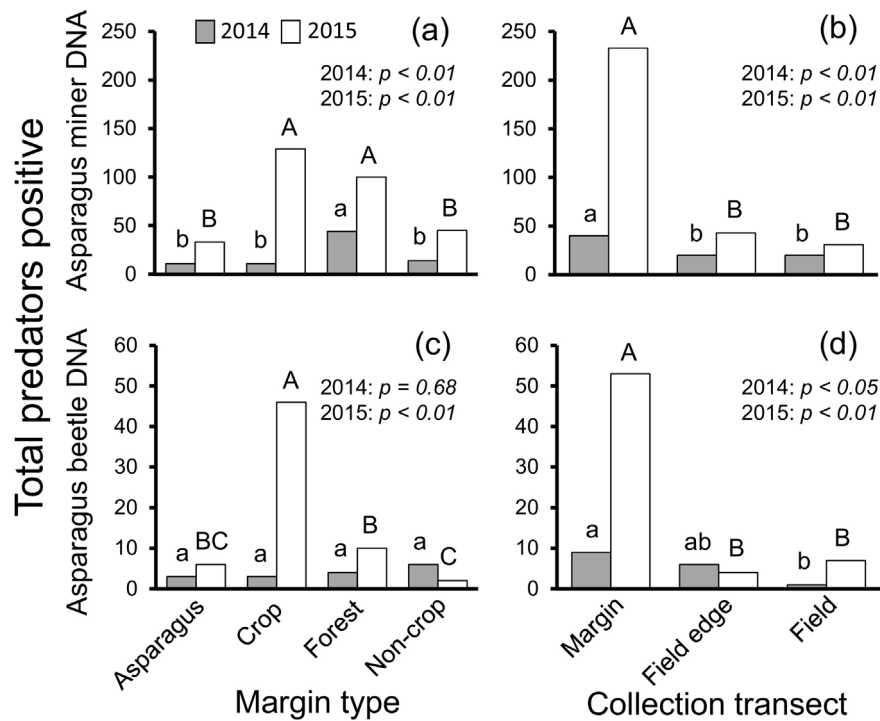 Total predators positive
Asparagus miner DNA
250
200
150
100
50
0
2014
2015
(a)
2014: p < 0.01
2015: p < 0.01
b
B
b
A
a
A
b
B
250
200
150
100
50
0
(b)
2014: p < 0.01
2015: p < 0.01
a
A
b
B
b
B
Asparagus beetle DNA
60
50
40
30
20
10
0
(c)
2014: p = 0.68
2015: p < 0.01
a
BC
a
A
a
B
a
C
Asparagus
Crop
Forest
Non-crop
Margin type
60
50
40
30
20
10
0
(d)
2014: p < 0.05
2015: p < 0.01
a
A
ab
B
b
B
Margin
Field edge
Field
Collection transect